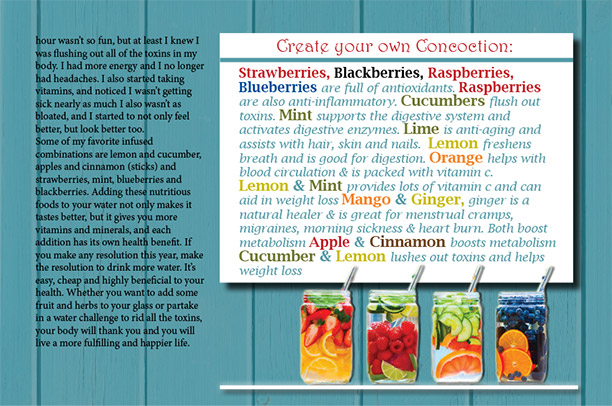 hour wasn't so fun, but at least I knew I
was flushing out all of the toxins in my
body. I had more energy and I no longer
had headaches. I also started taking
vitamins, and noticed I wasn't getting
sick nearly as much I also wasn't as
bloated, and I started to not only feel
better, but look better too.
Some of my favorite infused
combinations are lemon and cucumber,
apples and cinnamon (sticks) and
strawberries, mint, blueberries and
blackberries. Adding these nutritious
foods to your water not only makes it
tastes better, but it gives you more
vitamins and minerals, and each
addition has its own health benefit. If
you make any resolution this year, make
the resolution to drink more water. It's
easy, cheap and highly beneficial to your
health. Whether you want to add some
fruit and herbs to your glass or partake
in a water challenge to rid all the toxins,
your body will thank you and you will
live a more fulfilling and happier life.
Create your own Concoction:
Strawberries, Blackberries, Raspberries,
Blueberries are full of antioxidants. Raspberries
are also anti-inflammatory. Cucumbers flush out
toxins. Mint supports the digestive system and
activates digestive enzymes. Lime is anti-aging and
assists with hair, skin and nails. Lemon freshens
breath and is good for digestion. Orange helps with
blood circulation & is packed with vitamin c.
Lemon & Mint provides lots of vitamin c and can
aid in weight loss Mango & Ginger, ginger is a
natural healer & is great for menstrual cramps,
migraines, morning sickness & heart burn. Both boost
metabolism Apple & Cinnamon boosts metabolism
Cucumber & Lemon lushes out toxins and helps
weight loss